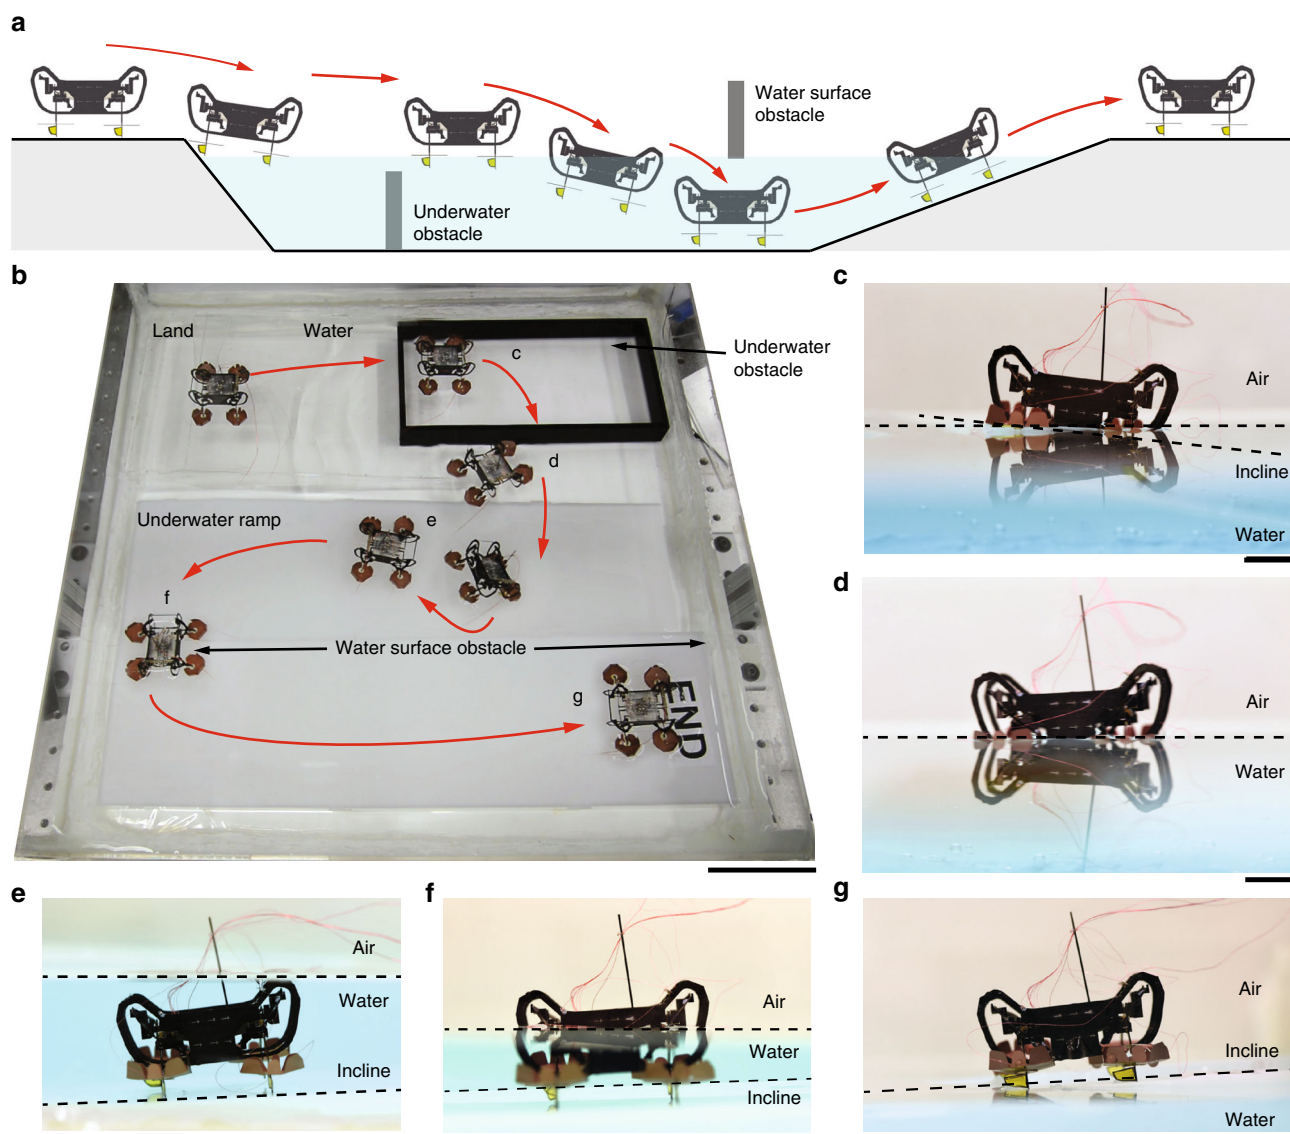 a
Water surface
obstacle
Underwater
obstacle
b
Land
Water
c
Underwater
obstacle
d
Underwater ramp
e
f
Water surface obstacle
g
END
c
Air
Incline
Water
d
Air
Water
e
Air
Water
Incline
f
Air
Water
Incline
g
Air
Incline
Water